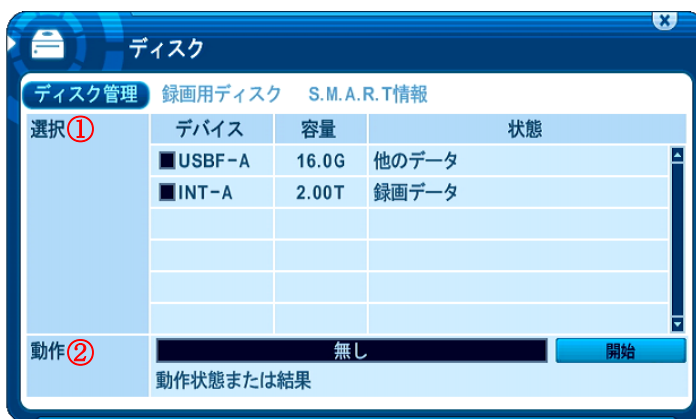 ディスク
ディスク管理 録画用ディスク S.M.A.R.T情報
選択① デバイス 容量 状態
USBF-A 16.0G 他のデータ
INT-A 2.00T 録画データ
動作② 無し 開始
動作状態または結果